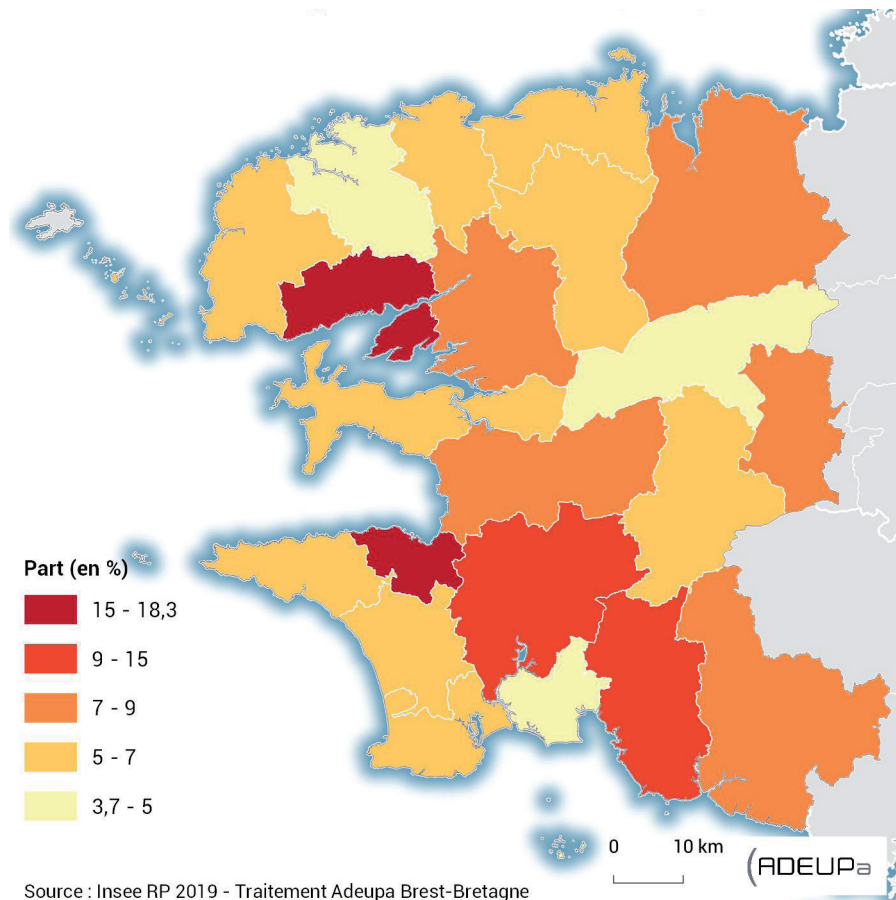 Part (en %)
15 - 18,3
9 - 15
7 - 9
5 - 7
3,7 - 5
0 10 km
ADEUPa
Source : Insee RP 2019 - Traitement Adeupa Brest-Bretagne